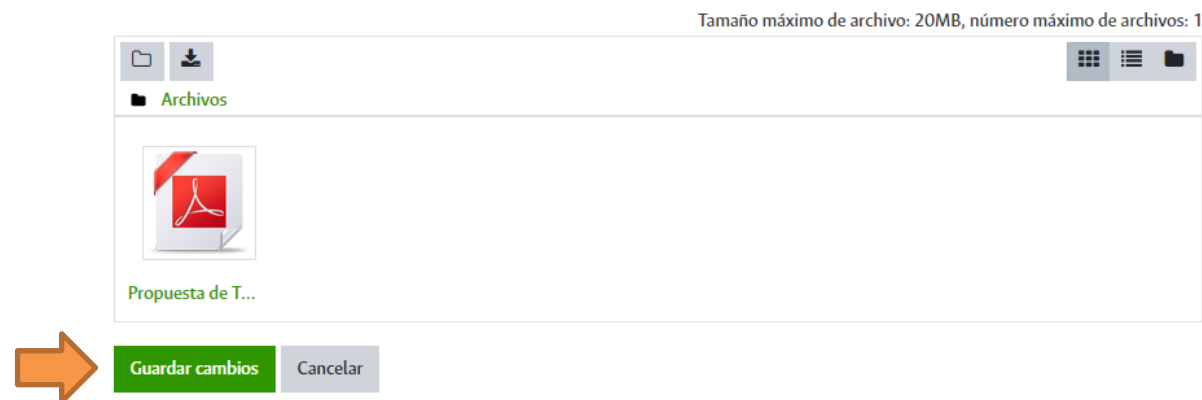 Tamaño máximo de archivo: 20MB, número máximo de archivos: 1
Archivos
Propuesta de T...
Guardar cambios Cancelar